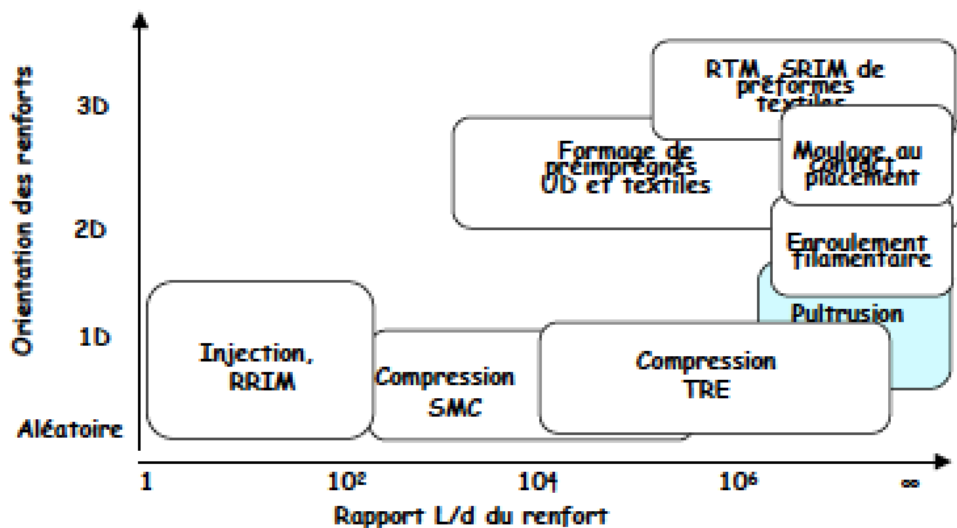 Orientation des renforts
3D
2D
1D
Aléatoire
RTM, SRIM de
préformes
textiles
Formage de
préimprégnés
UD et textiles
Moulage au
contact,
placement
Enroulement
filamentaire
Pultrusion
Injection,
RRIM
Compression
SMC
Compression
TRE
1
10²
10⁴
10⁶
∞
Rapport L/d du renfort